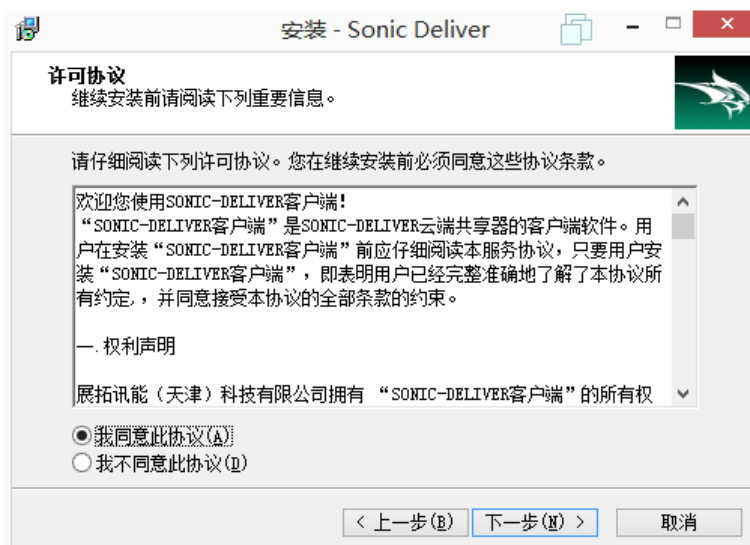 安装 - Sonic Deliver
许可协议
继续安装前请阅读下列重要信息。
请仔细阅读下列许可协议。您在继续安装前必须同意这些协议条款。
欢迎您使用SONIC-DELIVER客户端!
“SONIC-DELIVER客户端”是SONIC-DELIVER云端共享器的客户端软件。用
户在安装“SONIC-DELIVER客户端”前应仔细阅读本服务协议，只要用户安
装“SONIC-DELIVER客户端”，即表明用户已经完整准确地了解了本协议所
有约定,，并同意接受本协议的全部条款的约束。
一.权利声明
展拓讯能（天津）科技有限公司拥有 “SONIC-DELIVER客户端”的所有权
我同意此协议(A)
我不同意此协议(D)
< 上一步(B) 下一步(N) > 取消